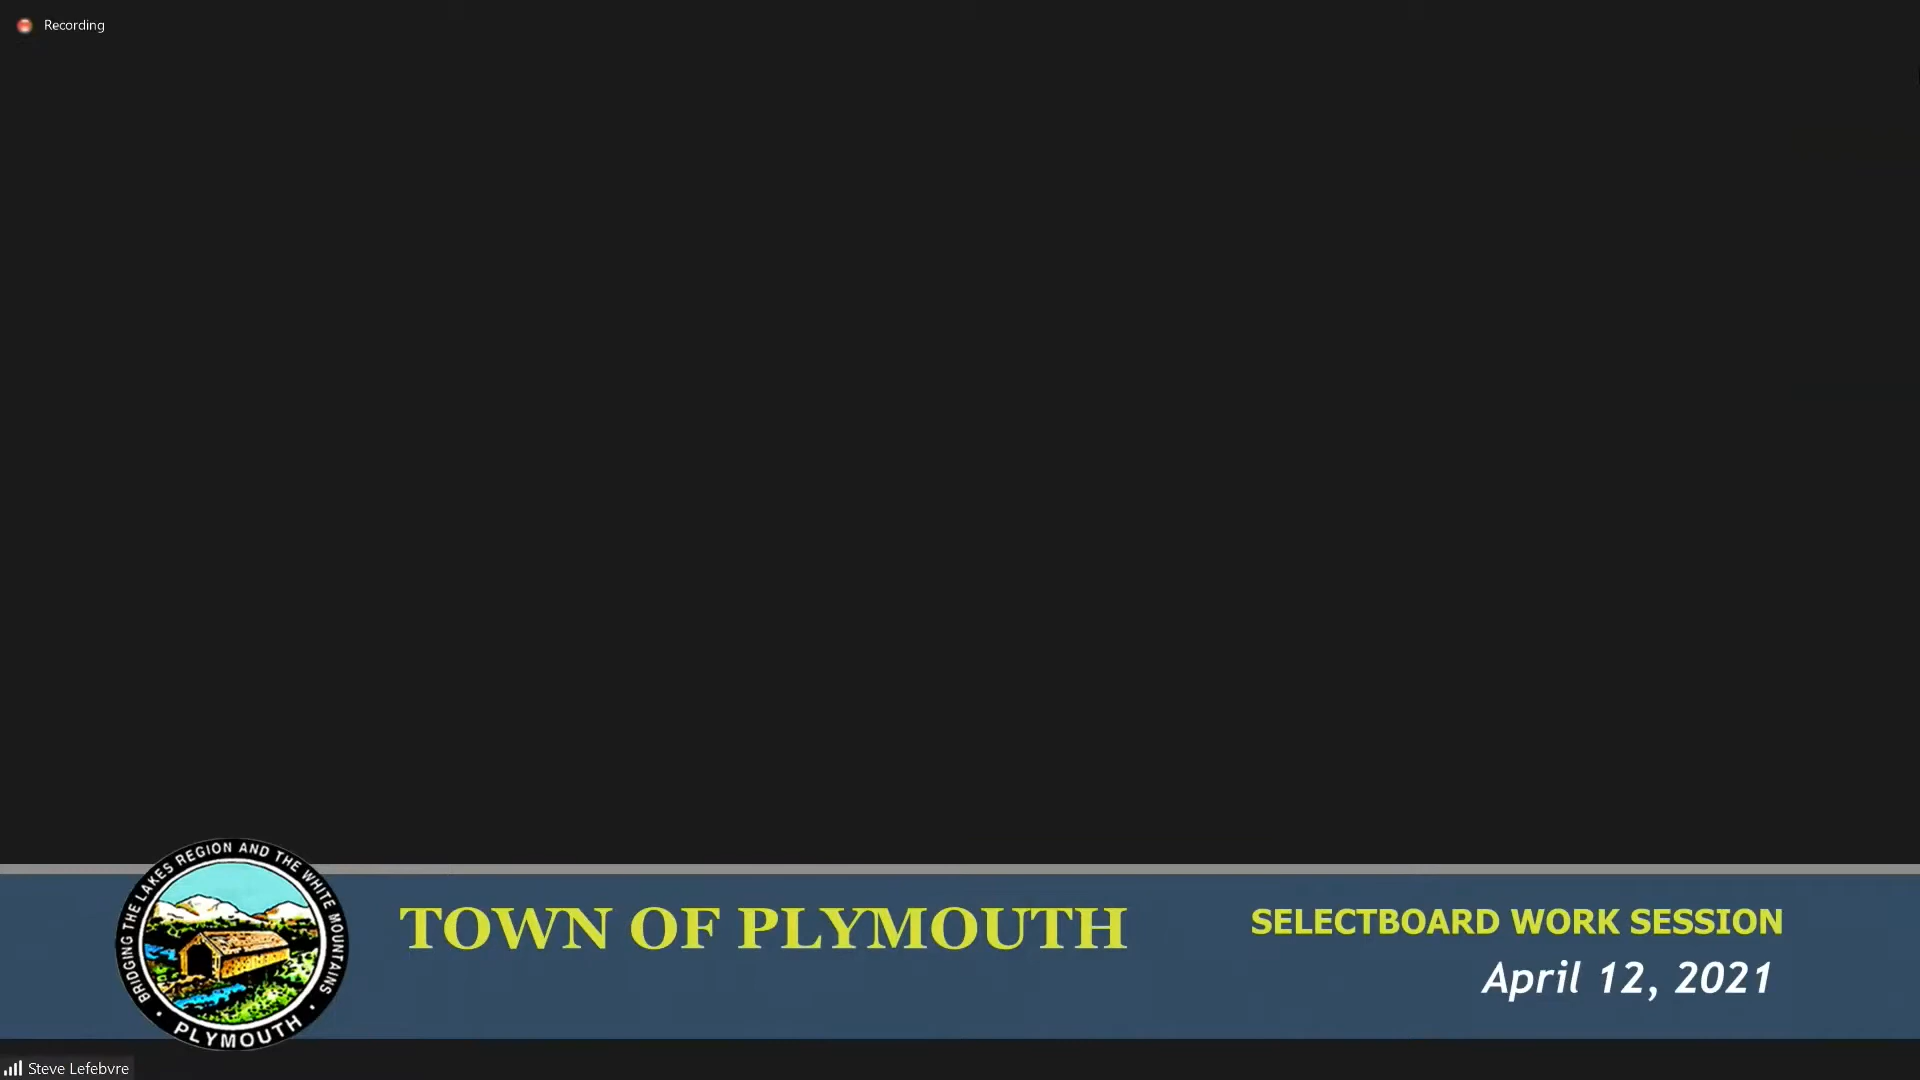 Recording
BRIDGING THE LAKES REGION AND THE WHITE MOUNTAINS
• PLYMOUTH •
TOWN OF PLYMOUTH
SELECTBOARD WORK SESSION
April 12, 2021
Steve Lefebvre